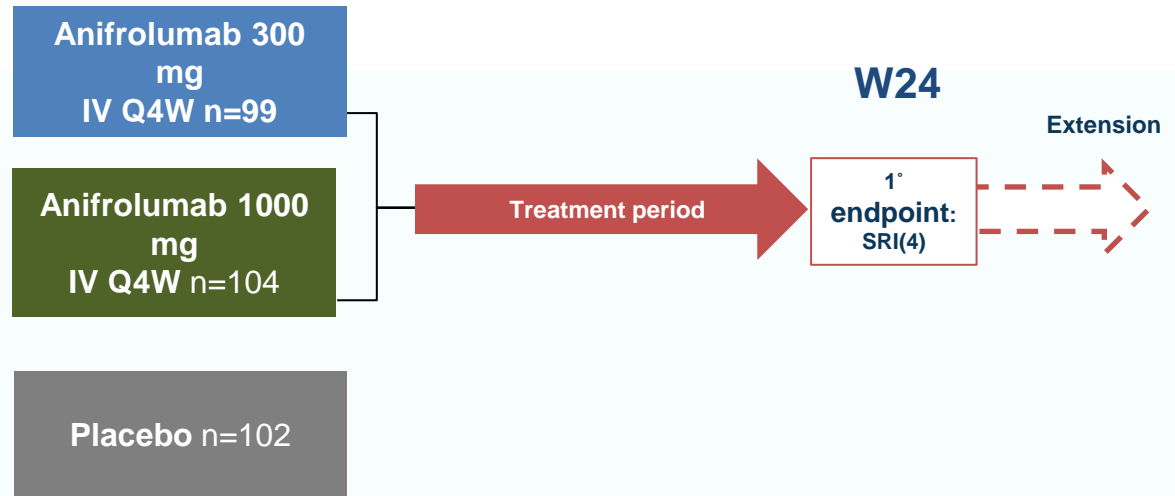 Anifrolumab 300
mg
IV Q4W n=99
Anifrolumab 1000
mg
IV Q4W n=104
Placebo n=102
Treatment period
W24
1°
endpoint:
SRI(4)
Extension